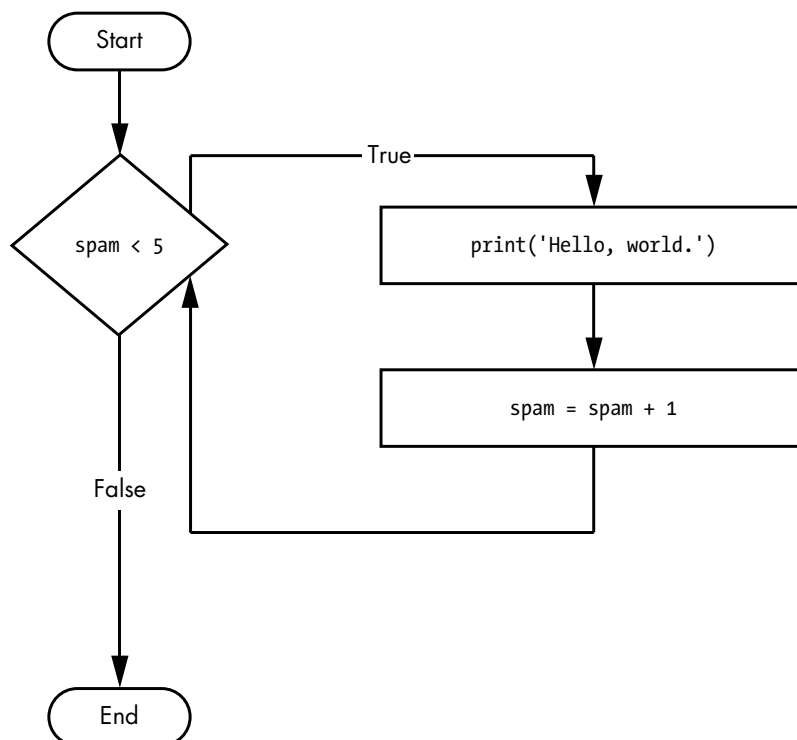 Start
True
spam < 5
print('Hello, world.')
spam = spam + 1
False
End